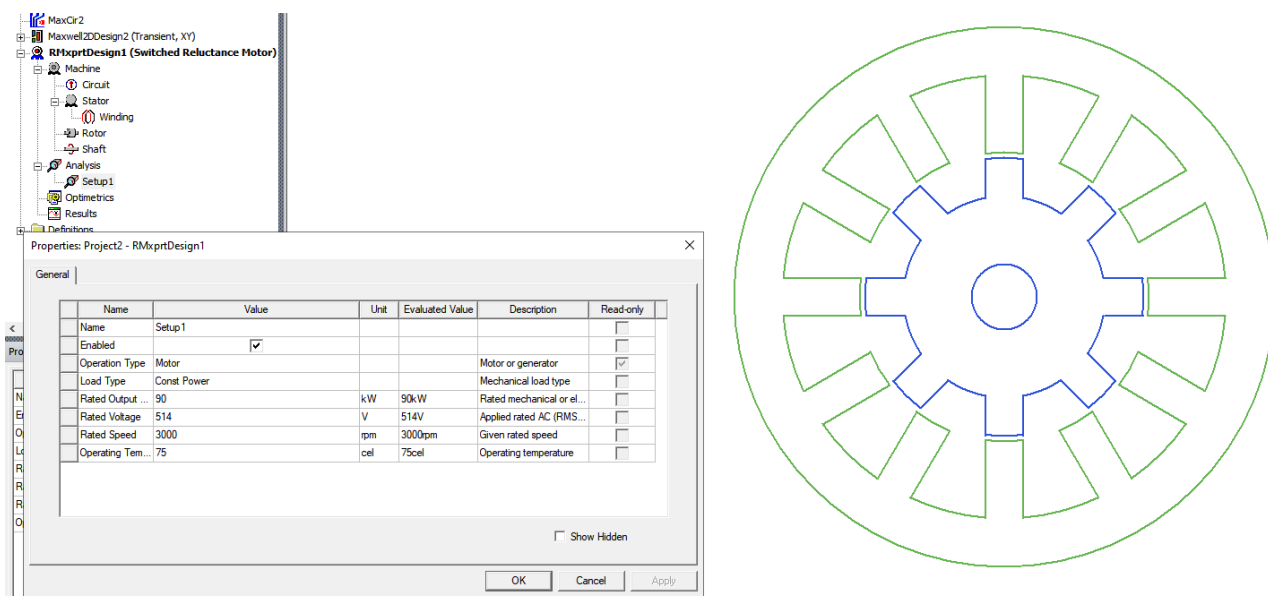 MaxCir2
Maxwell2DDesign2 (Transient, XY)
RMxprtDesign1 (Switched Reluctance Motor)
Machine
Circuit
Stator
Winding
Rotor
Shaft
Analysis
Setup1
Optimetrics
Results
Definitions
Pro
Properties: Project2 - RMxprtDesign1
General
Name Value Unit Evaluated Value Description Read-only
Name Setup1
Enabled
Operation Type Motor Motor or generator
Load Type Const Power Mechanical load type
Rated Output ... 90 kW 90kW Rated mechanical or el...
Rated Voltage 514 V 514V Applied rated AC (RMS...
Rated Speed 3000 rpm 3000rpm Given rated speed
Operating Tem... 75 cel 75cel Operating temperature
Show Hidden
OK Cancel Apply